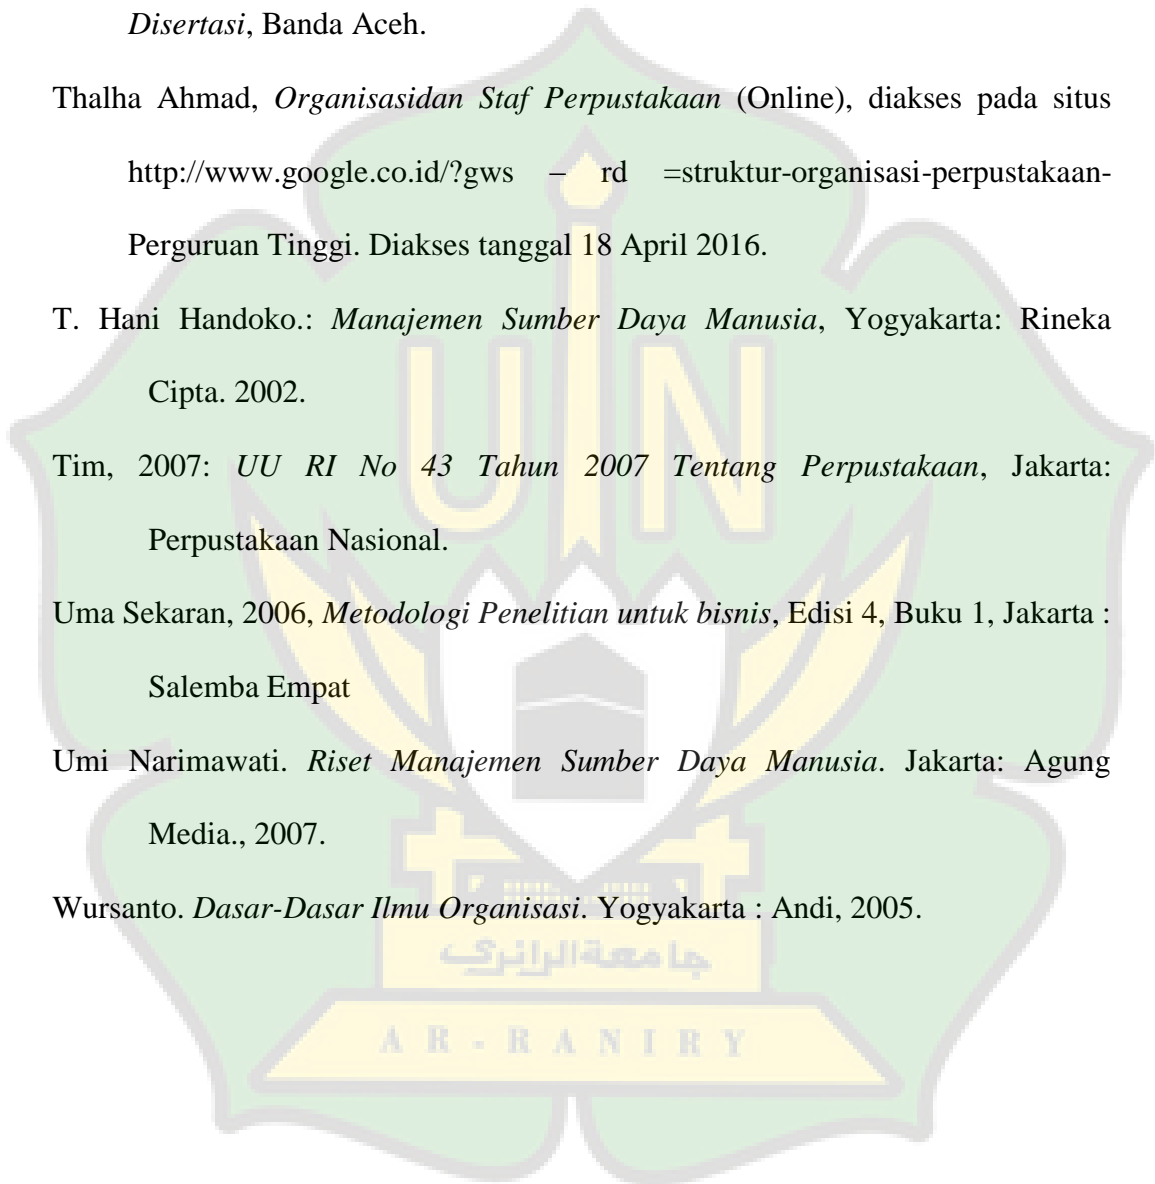 Disertasi, Banda Aceh.
Thalha Ahmad, Organisasidan Staf Perpustakaan (Online), diakses pada situs
http://www.google.co.id/?gws – rd =struktur-organisasi-perpustakaan-
Perguruan Tinggi. Diakses tanggal 18 April 2016.
T. Hani Handoko.: Manajemen Sumber Daya Manusia, Yogyakarta: Rineka
Cipta. 2002.
Tim, 2007: UU RI No 43 Tahun 2007 Tentang Perpustakaan, Jakarta:
Perpustakaan Nasional.
Uma Sekaran, 2006, Metodologi Penelitian untuk bisnis, Edisi 4, Buku 1, Jakarta :
Salemba Empat
Umi Narimawati. Riset Manajemen Sumber Daya Manusia. Jakarta: Agung
Media., 2007.
Wursanto. Dasar-Dasar Ilmu Organisasi. Yogyakarta : Andi, 2005.
UIN
جامعة الرانري
AR-RANIRY